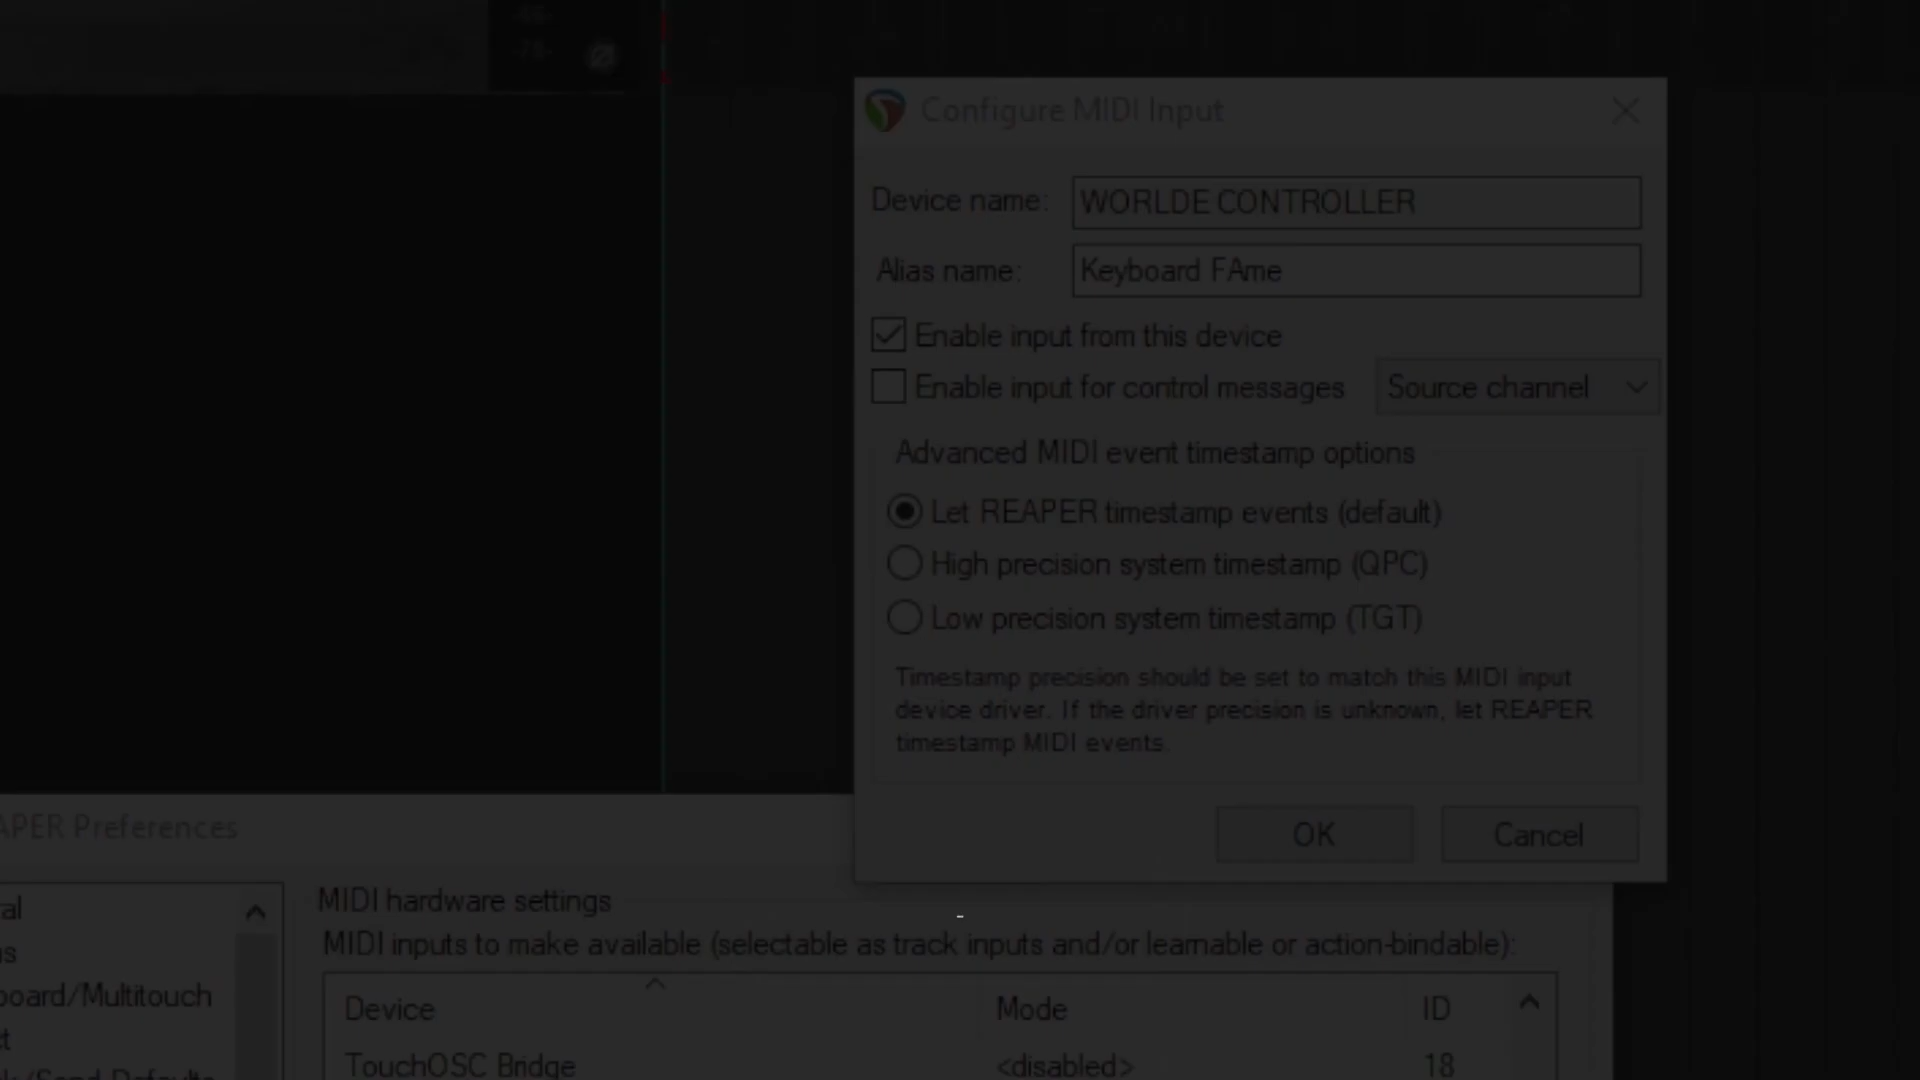 -78-
Configure MIDI Input
Device name: WORLDE CONTROLLER
Alias name: Keyboard FAme
Enable input from this device
Enable input for control messages Source channel
Advanced MIDI event timestamp options
Let REAPER timestamp events (default)
High precision system timestamp (QPC)
Low precision system timestamp (TGT)
Timestamp precision should be set to match this MIDI input
device driver. If the driver precision is unknown, let REAPER
timestamp MIDI events.
OK Cancel
APER Preferences
al
s
board/Multitouch
ct
MIDI hardware settings
MIDI inputs to make available (selectable as track inputs and/or learnable or action-bindable):
Device Mode ID
TouchOSC Bridge <disabled> 18